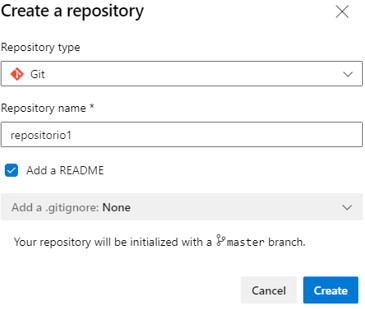 Create a repository
Repository type
Git
Repository name *
repositorio1
Add a README
Add a .gitignore: None
Your repository will be initialized with a master branch.
Cancel Create